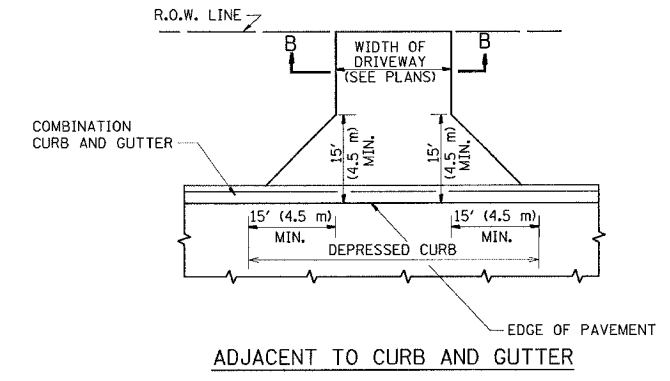 R.O.W. LINE
B
B
WIDTH OF
DRIVEWAY
(SEE PLANS)
COMBINATION
CURB AND GUTTER
15'
(4.5 m)
MIN.
15'
(4.5 m)
MIN.
15' (4.5 m)
MIN.
15' (4.5 m)
MIN.
DEPRESSED CURB
EDGE OF PAVEMENT
ADJACENT TO CURB AND GUTTER